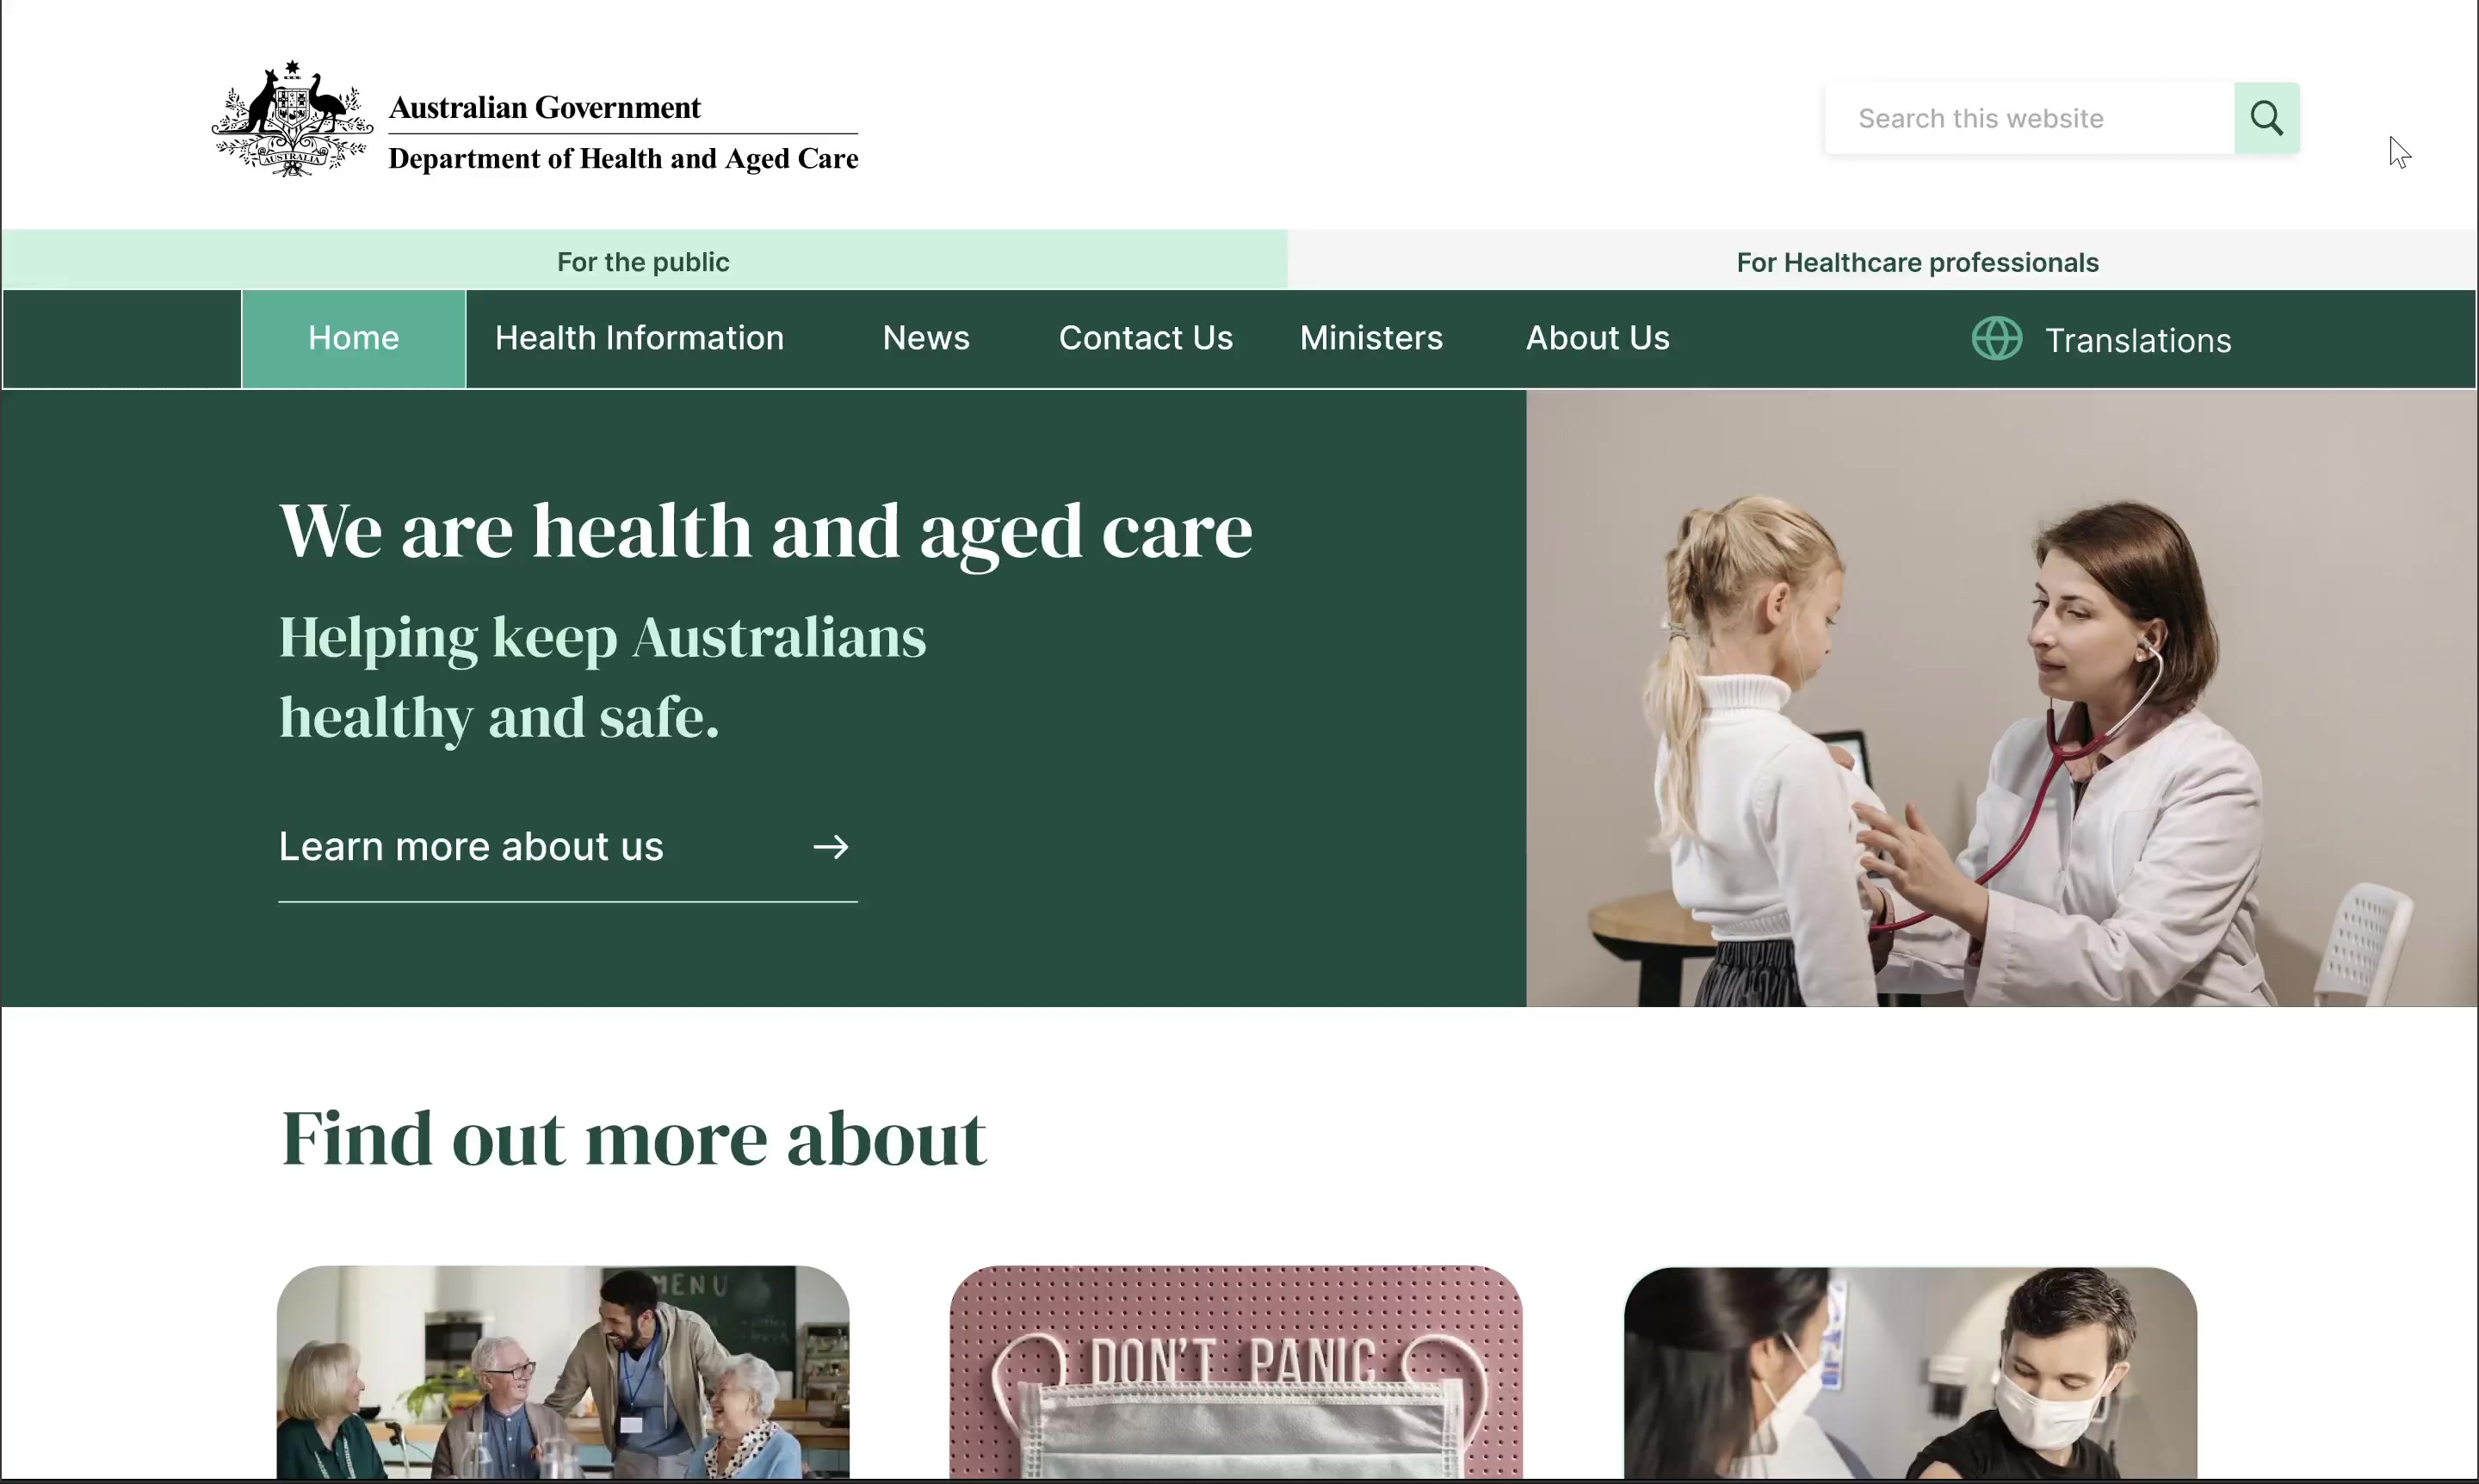 AUSTRALIA
Australian Government
Department of Health and Aged Care
Search this website
For the public
For Healthcare professionals
Home
Health Information
News
Contact Us
Ministers
About Us
Translations
We are health and aged care
Helping keep Australians
healthy and safe.
Learn more about us
Find out more about
MENU
DON'T PANIC